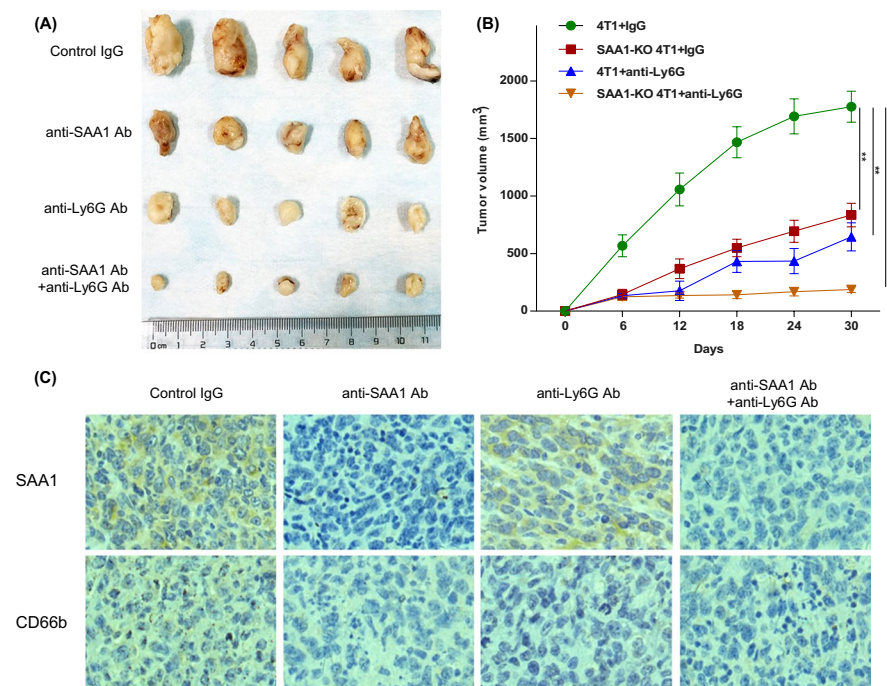 (A)
Control IgG
anti-SAA1 Ab
anti-Ly6G Ab
anti-SAA1 Ab
+anti-Ly6G Ab
0 cm 1 2 3 4 5 6 7 8 9 10 11
(B)
4T1+IgG
SAA1-KO 4T1+IgG
4T1+anti-Ly6G
SAA1-KO 4T1+anti-Ly6G
Tumor volume (mm³)
2000
1500
1000
500
0
0 6 12 18 24 30
Days
**
**
(C)
Control IgG
anti-SAA1 Ab
anti-Ly6G Ab
anti-SAA1 Ab
+anti-Ly6G Ab
SAA1
CD66b